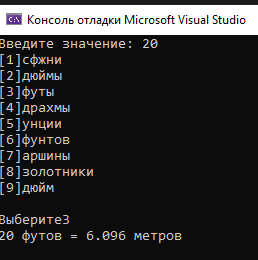 Консоль отладки Microsoft Visual Studio
Введите значение: 20
[1]сфжни
[2]дюймы
[3]футы
[4]драхмы
[5]унции
[6]фунтов
[7]аршины
[8]золотники
[9]дюйм
Выберите3
20 футов = 6.096 метров